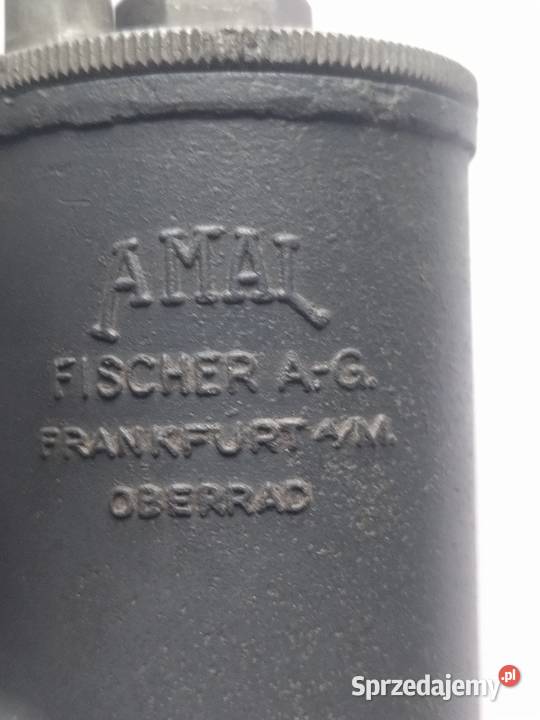 AMAL
FISCHER A.-G.
FRANKFURT A/M.
OBERRAD
Sprzedajemy.pl